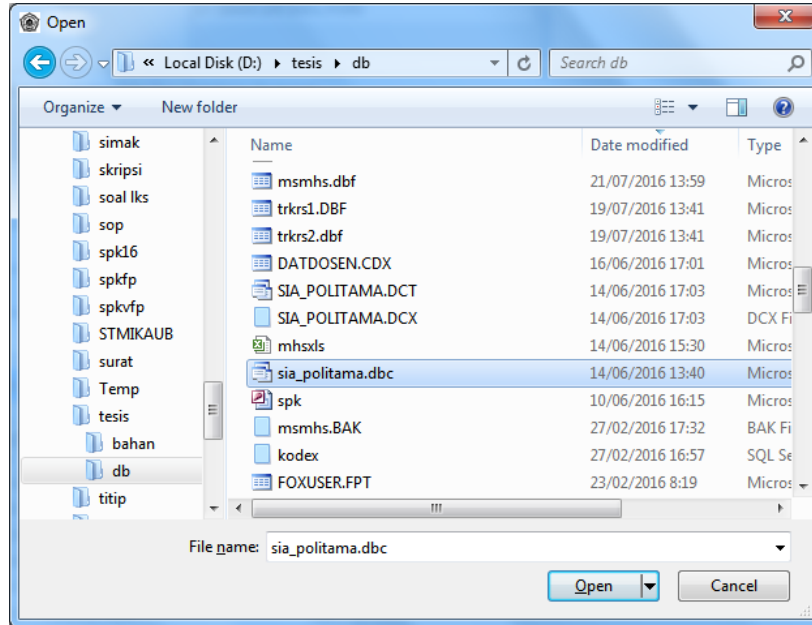 Open
« Local Disk (D:) ▸ tesis ▸ db
Search db
Organize
New folder
simak
skripsi
soal lks
sop
spk16
spkfp
spkvfp
STMIKAUB
surat
Temp
tesis
bahan
db
titip
Name Date modified Type
msmhs.dbf 21/07/2016 13:59 Micros
trkrs1.DBF 19/07/2016 13:41 Micros
trkrs2.dbf 19/07/2016 13:41 Micros
DATDOSEN.CDX 16/06/2016 17:01 Micros
SIA_POLITAMA.DCT 14/06/2016 17:03 Micros
SIA_POLITAMA.DCX 14/06/2016 17:03 DCX Fi
mhsxls 14/06/2016 15:30 Micros
sia_politama.dbc 14/06/2016 13:40 Micros
spk 10/06/2016 16:15 Micros
msmhs.BAK 27/02/2016 17:32 BAK Fi
kodex 27/02/2016 16:57 SQL Se
FOXUSER.FPT 23/02/2016 8:19 Micros
File name: sia_politama.dbc
Open
Cancel